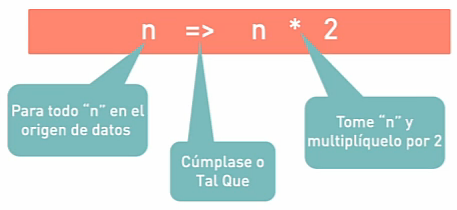 n => n * 2
Para todo "n" en el
origen de datos
Cúmplase o
Tal Que
Tome "n" y
multiplíquelo por 2